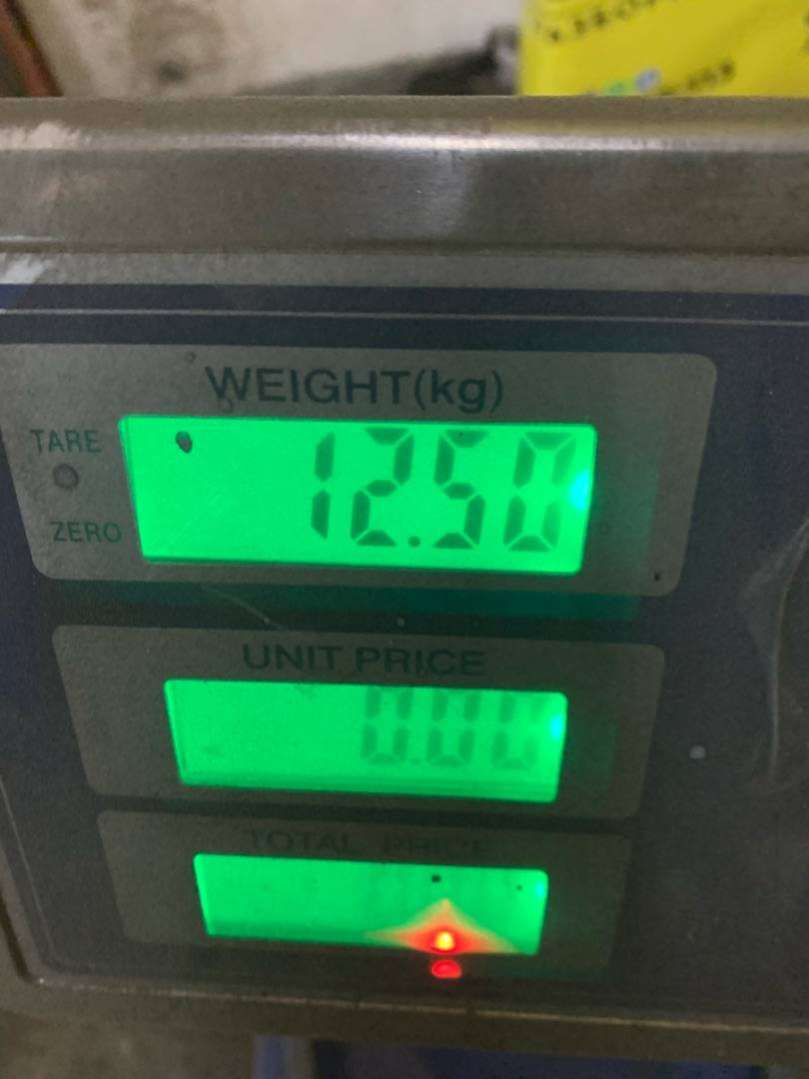 WEIGHT(kg)
TARE
12.50
ZERO
UNIT PRICE
0.00
TOTAL PRICE